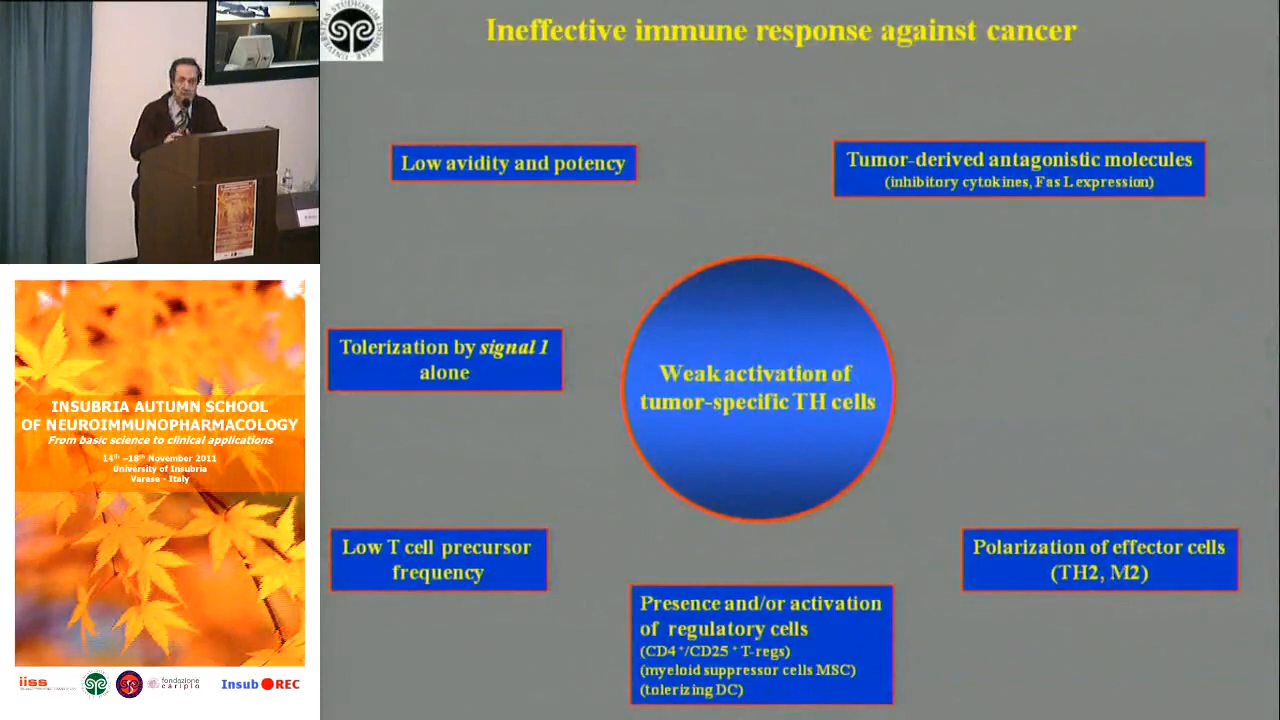 Ineffective immune response against cancer
Low avidity and potency
Tumor-derived antagonistic molecules
(inhibitory cytokines, Fas L expression)
Tolerization by signal 1
alone
Weak activation of
tumor-specific TH cells
Low T cell precursor
frequency
Presence and/or activation
of regulatory cells
(CD4 +/CD25 + T-regs)
(myeloid suppressor cells MSC)
(tolerizing DC)
Polarization of effector cells
(TH2, M2)
INSUBRIA AUTUMN SCHOOL
OF NEUROIMMUNOPHARMACOLOGY
From basic science to clinical applications
14th –18th November 2011
University of Insubria
Varese - Italy
iiss
fondazione
cariplo
Insub REC